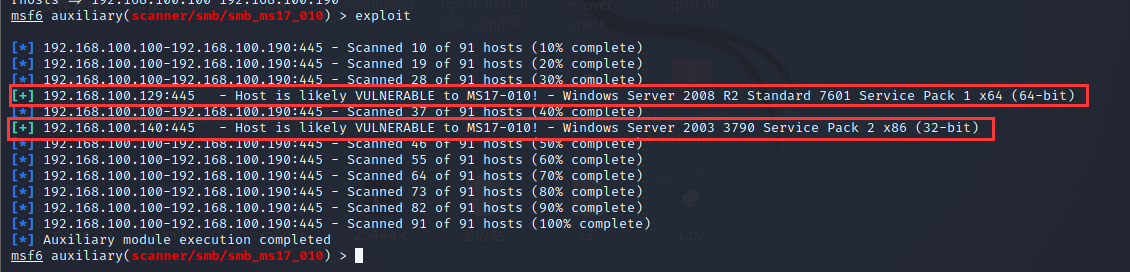 rhosts => 192.168.100.100-192.168.100.190
msf6 auxiliary(scanner/smb/smb_ms17_010) > exploit
[*] 192.168.100.100-192.168.100.190:445 - Scanned 10 of 91 hosts (10% complete)
[*] 192.168.100.100-192.168.100.190:445 - Scanned 19 of 91 hosts (20% complete)
[*] 192.168.100.100-192.168.100.190:445 - Scanned 28 of 91 hosts (30% complete)
[+] 192.168.100.129:445   - Host is likely VULNERABLE to MS17-010! - Windows Server 2008 R2 Standard 7601 Service Pack 1 x64 (64-bit)
[*] 192.168.100.100-192.168.100.190:445 - Scanned 37 of 91 hosts (40% complete)
[+] 192.168.100.140:445   - Host is likely VULNERABLE to MS17-010! - Windows Server 2003 3790 Service Pack 2 x86 (32-bit)
[*] 192.168.100.100-192.168.100.190:445 - Scanned 46 of 91 hosts (50% complete)
[*] 192.168.100.100-192.168.100.190:445 - Scanned 55 of 91 hosts (60% complete)
[*] 192.168.100.100-192.168.100.190:445 - Scanned 64 of 91 hosts (70% complete)
[*] 192.168.100.100-192.168.100.190:445 - Scanned 73 of 91 hosts (80% complete)
[*] 192.168.100.100-192.168.100.190:445 - Scanned 82 of 91 hosts (90% complete)
[*] 192.168.100.100-192.168.100.190:445 - Scanned 91 of 91 hosts (100% complete)
[*] Auxiliary module execution completed
msf6 auxiliary(scanner/smb/smb_ms17_010) >